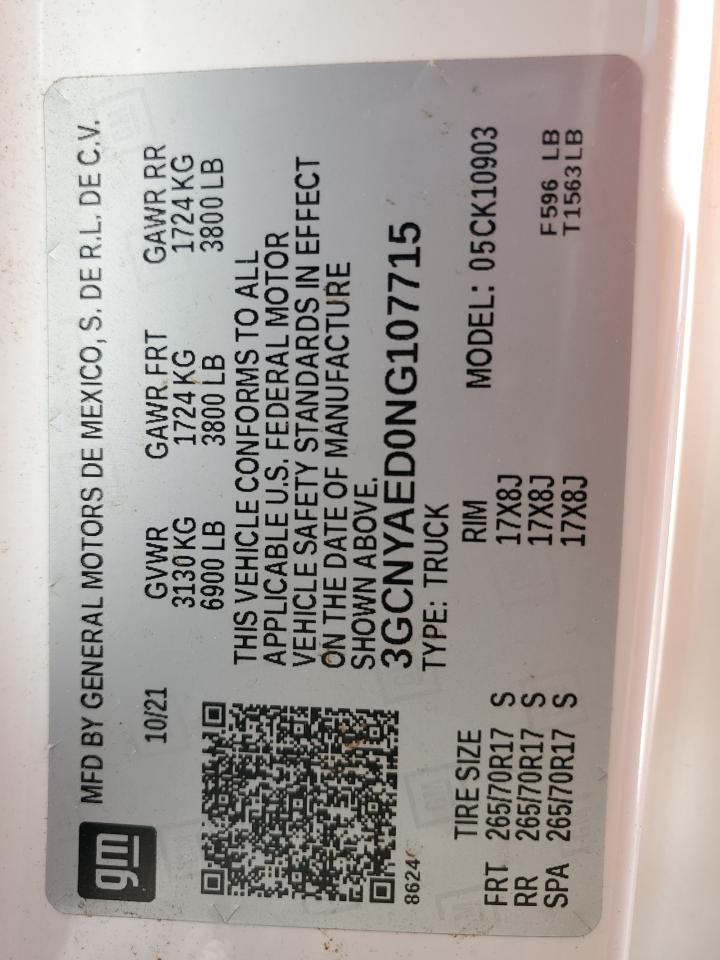 gm
MFD BY GENERAL MOTORS DE MEXICO, S. DE R.L. DE C.V.
10/21
GVWR GAWR FRT GAWR RR
3130 KG 1724 KG 1724 KG
6900 LB 3800 LB 3800 LB
THIS VEHICLE CONFORMS TO ALL
APPLICABLE U.S. FEDERAL MOTOR
VEHICLE SAFETY STANDARDS IN EFFECT
ON THE DATE OF MANUFACTURE
SHOWN ABOVE.
3GCNYAED0NG107715
TYPE: TRUCK
8624
TIRE SIZE RIM MODEL: 05CK10903
FRT 265/70R17 S 17X8J
RR 265/70R17 S 17X8J F596 LB
SPA 265/70R17 S 17X8J T1563LB